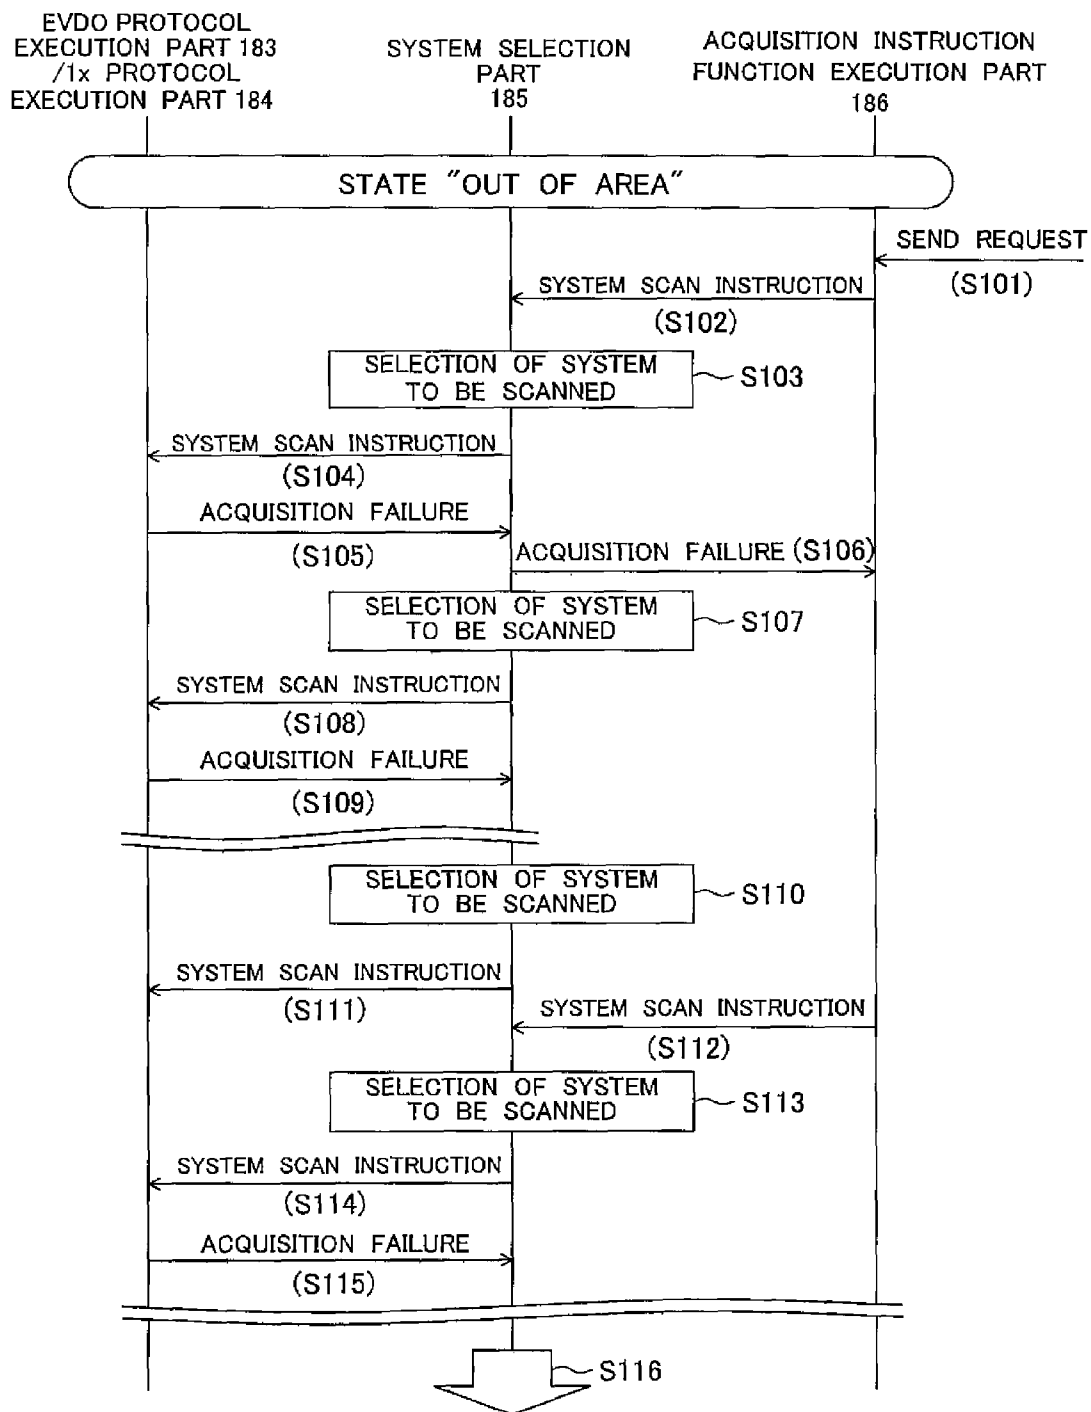 EVDO PROTOCOL
EXECUTION PART 183
/1x PROTOCOL
EXECUTION PART 184
SYSTEM SELECTION
PART
185
ACQUISITION INSTRUCTION
FUNCTION EXECUTION PART
186
STATE "OUT OF AREA"
SEND REQUEST
(S101)
SYSTEM SCAN INSTRUCTION
(S102)
SELECTION OF SYSTEM
TO BE SCANNED
S103
SYSTEM SCAN INSTRUCTION
(S104)
ACQUISITION FAILURE
(S105)
ACQUISITION FAILURE (S106)
SELECTION OF SYSTEM
TO BE SCANNED
S107
SYSTEM SCAN INSTRUCTION
(S108)
ACQUISITION FAILURE
(S109)
SELECTION OF SYSTEM
TO BE SCANNED
S110
SYSTEM SCAN INSTRUCTION
(S111)
SYSTEM SCAN INSTRUCTION
(S112)
SELECTION OF SYSTEM
TO BE SCANNED
S113
SYSTEM SCAN INSTRUCTION
(S114)
ACQUISITION FAILURE
(S115)
S116